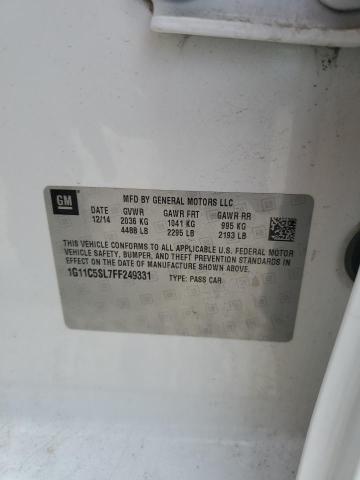 GM
MFD BY GENERAL MOTORS LLC
DATE GVWR GAWR FRT GAWR RR
12/14 2036 KG 1041 KG 995 KG
4488 LB 2295 LB 2193 LB
THIS VEHICLE CONFORMS TO ALL APPLICABLE U.S. FEDERAL MOTOR
VEHICLE SAFETY, BUMPER, AND THEFT PREVENTION STANDARDS IN
EFFECT ON THE DATE OF MANUFACTURE SHOWN ABOVE.
1G11C5SL7FF249331
TYPE: PASS CAR